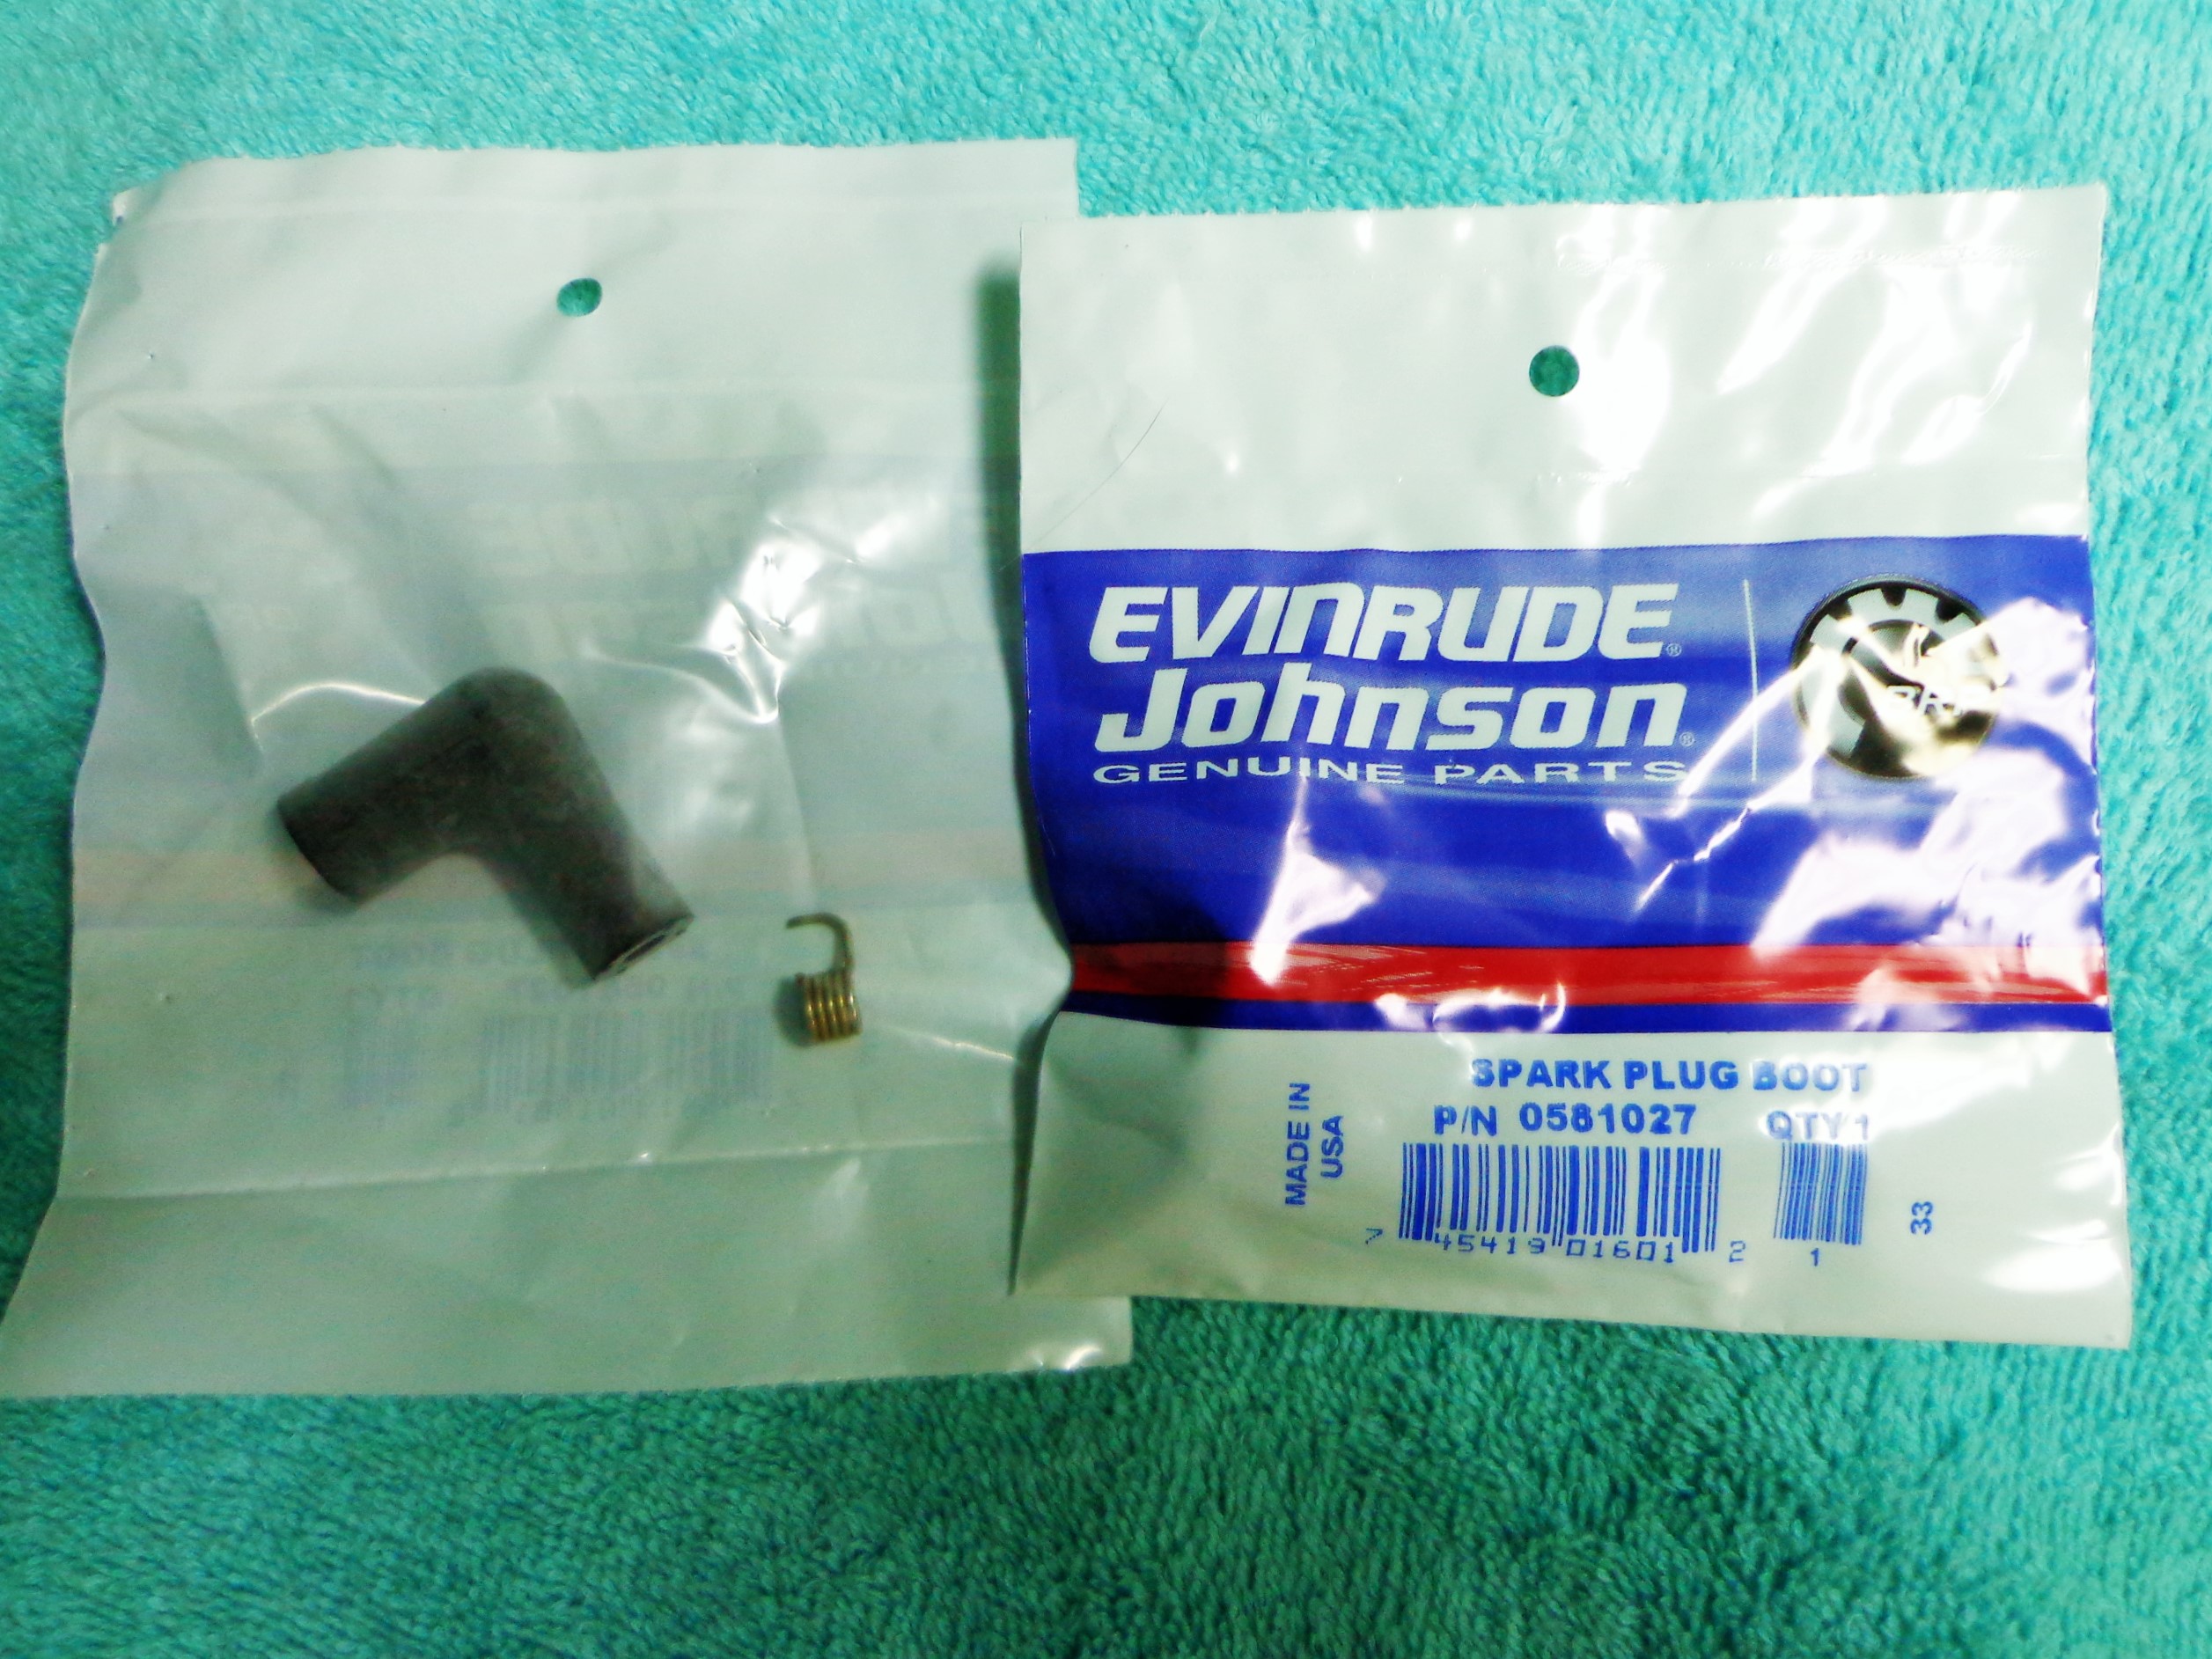 EVINRUDE®
Johnson®
GENUINE PARTS
BRP
SPARK PLUG BOOT
P/N 0581027 QTY 1
MADE IN
USA
7 45419 01601 2
1
33